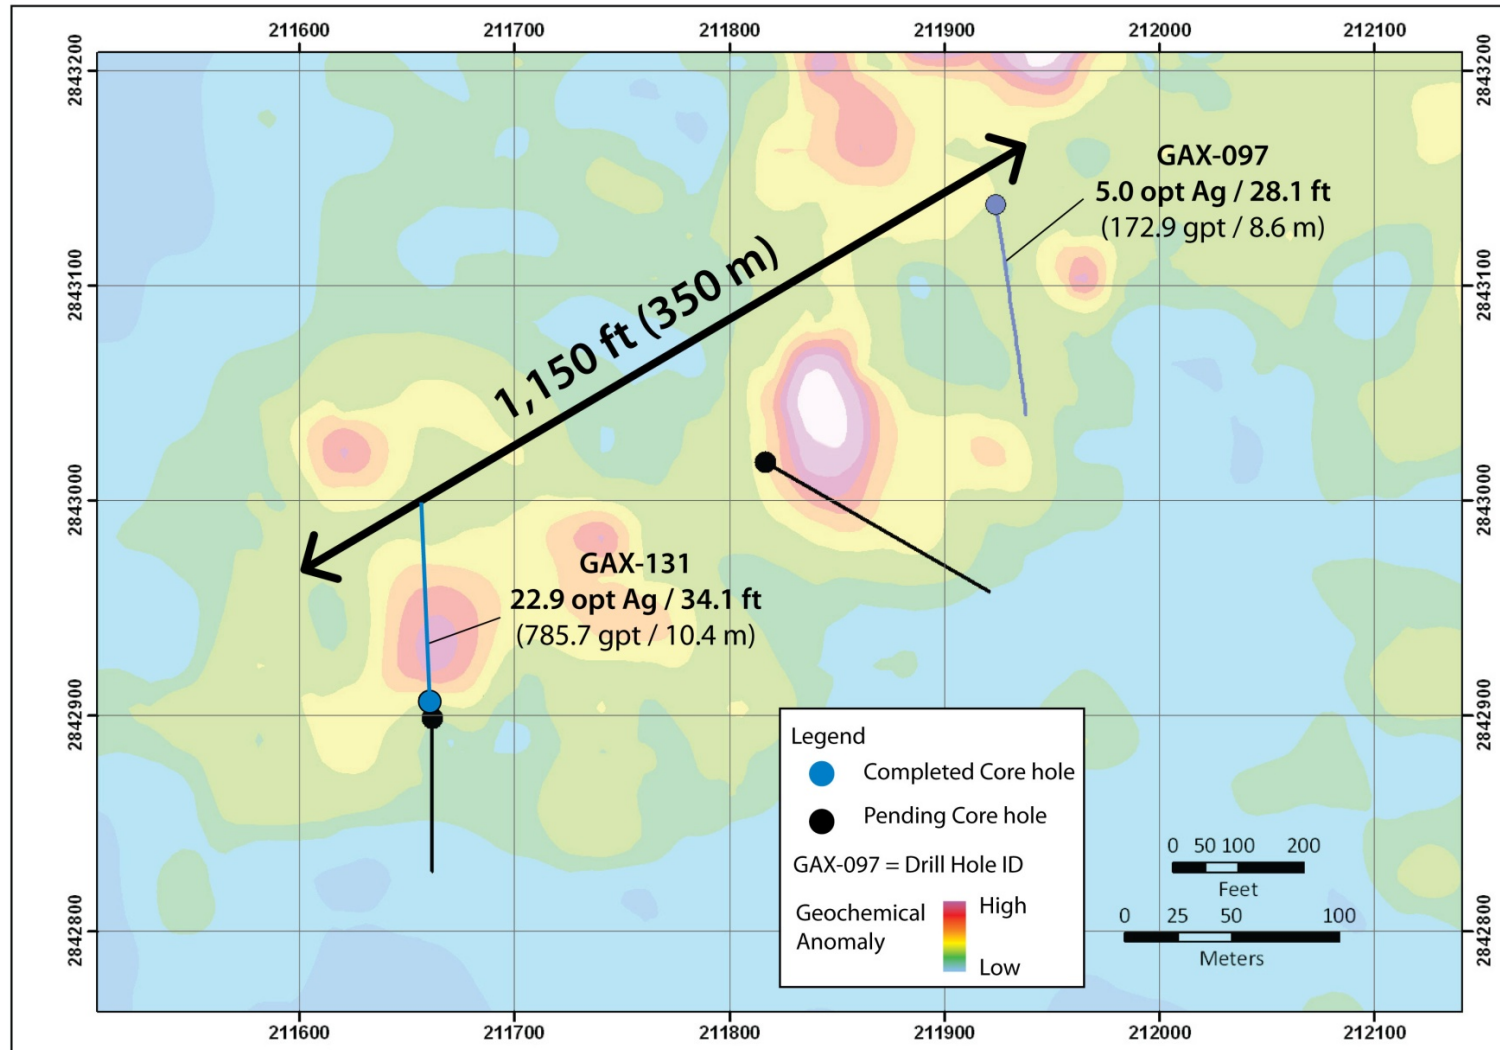 211600 211700 211800 211900 212000 212100
2843200
2843200
GAX-097
5.0 opt Ag / 28.1 ft
(172.9 gpt / 8.6 m)
2843100
2843100
1,150 ft (350 m)
2843000
2843000
GAX-131
22.9 opt Ag / 34.1 ft
(785.7 gpt / 10.4 m)
2842900
2842900
Legend
Completed Core hole
Pending Core hole
GAX-097 = Drill Hole ID
Geochemical
Anomaly
High
Low
0 50 100 200
Feet
0 25 50 100
Meters
2842800
2842800
211600 211700 211800 211900 212000 212100